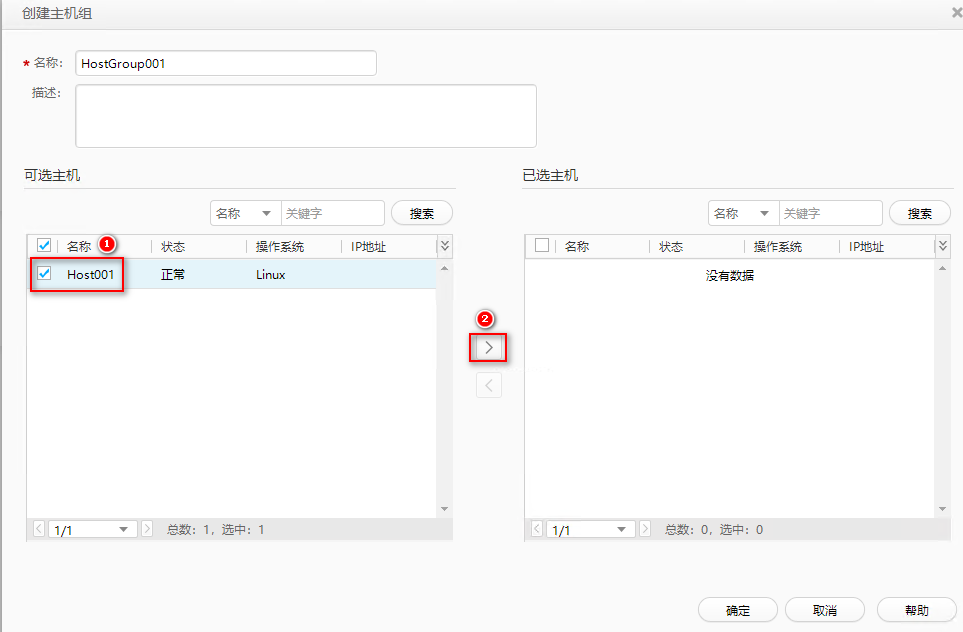 创建主机组
* 名称: HostGroup001
描述:
可选主机
名称 关键字 搜索
名称 1 状态 操作系统 IP地址
Host001 正常 Linux
1/1 总数: 1, 选中: 1
2
已选主机
名称 关键字 搜索
名称 状态 操作系统 IP地址
没有数据
1/1 总数: 0, 选中: 0
确定 取消 帮助